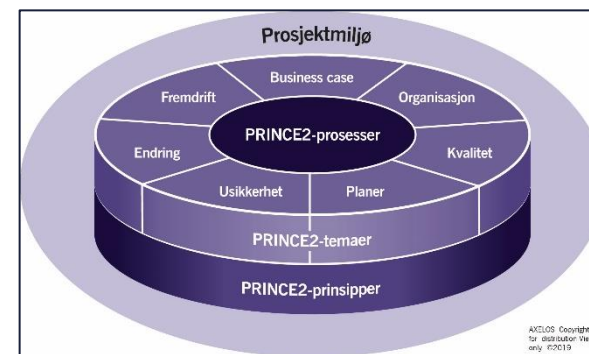 Prosjektmiljø
Business case
Fremdrift
Organisasjon
PRINCE2-prosesser
Endring
Kvalitet
Usikkerhet
Planer
PRINCE2-temaer
PRINCE2-prinsipper
AXELOS Copyright
for distribution Vie
only ©2019